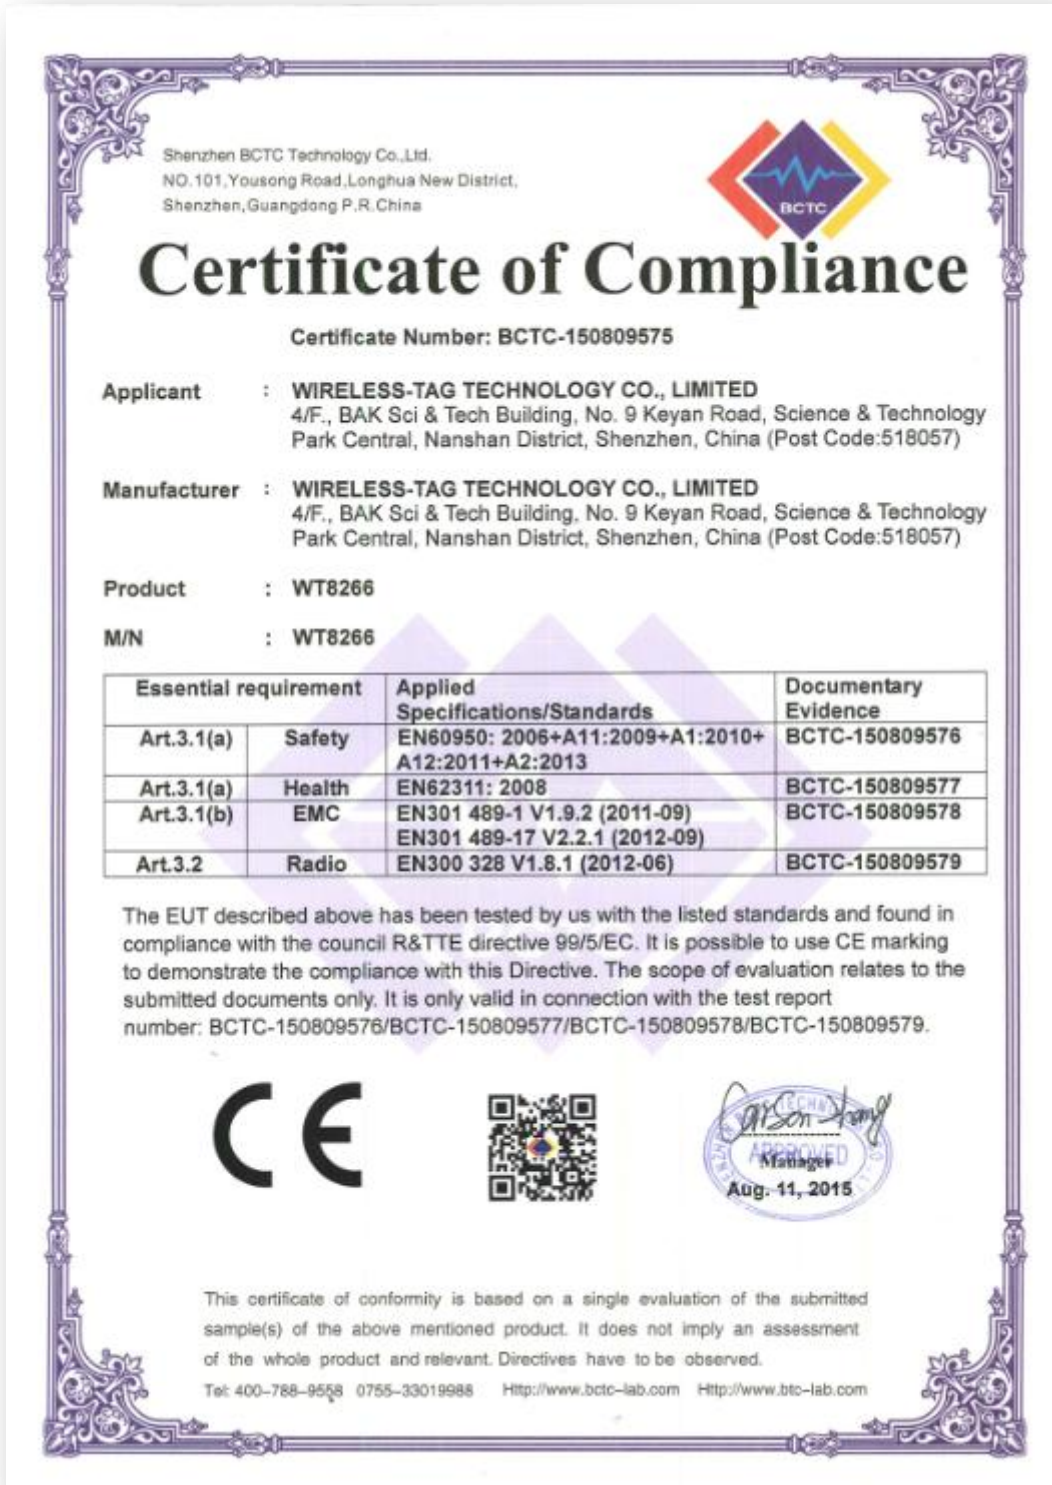 Shenzhen BCTC Technology Co.,Ltd.
NO.101,Yousong Road,Longhua New District,
Shenzhen,Guangdong P.R.China
BCTC
Certificate of Compliance
Certificate Number: BCTC-150809575
Applicant : WIRELESS-TAG TECHNOLOGY CO., LIMITED
4/F., BAK Sci & Tech Building, No. 9 Keyan Road, Science & Technology
Park Central, Nanshan District, Shenzhen, China (Post Code:518057)
Manufacturer : WIRELESS-TAG TECHNOLOGY CO., LIMITED
4/F., BAK Sci & Tech Building, No. 9 Keyan Road, Science & Technology
Park Central, Nanshan District, Shenzhen, China (Post Code:518057)
Product : WT8266
M/N : WT8266
Essential requirement Applied Documentary
Specifications/Standards Evidence
Art.3.1(a) Safety EN60950: 2006+A11:2009+A1:2010+ BCTC-150809576
A12:2011+A2:2013
Art.3.1(a) Health EN62311: 2008 BCTC-150809577
Art.3.1(b) EMC EN301 489-1 V1.9.2 (2011-09) BCTC-150809578
EN301 489-17 V2.2.1 (2012-09)
Art.3.2 Radio EN300 328 V1.8.1 (2012-06) BCTC-150809579
The EUT described above has been tested by us with the listed standards and found in
compliance with the council R&TTE directive 99/5/EC. It is possible to use CE marking
to demonstrate the compliance with this Directive. The scope of evaluation relates to the
submitted documents only. It is only valid in connection with the test report
number: BCTC-150809576/BCTC-150809577/BCTC-150809578/BCTC-150809579.
CE
APPROVED
Manager
Aug. 11, 2015
This certificate of conformity is based on a single evaluation of the submitted
sample(s) of the above mentioned product. It does not imply an assessment
of the whole product and relevant. Directives have to be observed.
Tel: 400-788-9558 0755-33019988 Http://www.bctc-lab.com Http://www.btc-lab.com